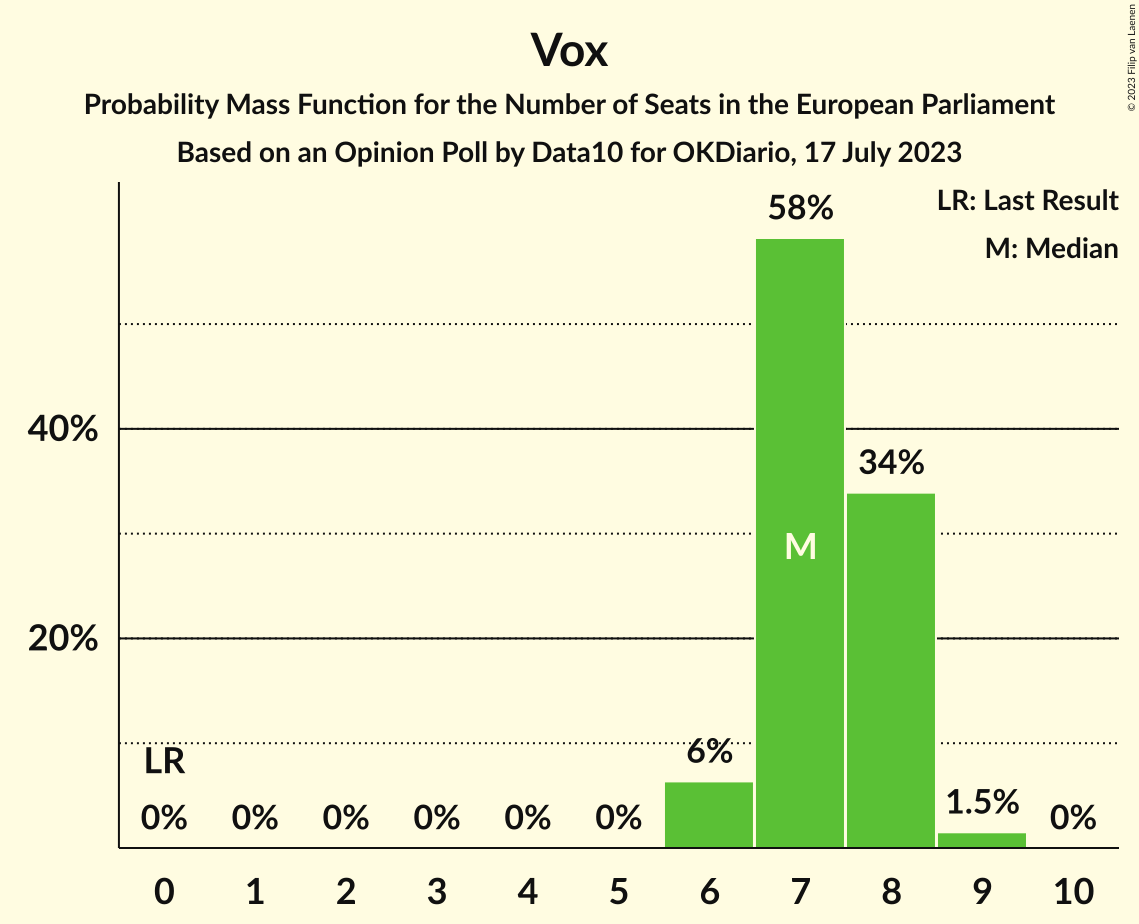 Vox
Probability Mass Function for the Number of Seats in the European Parliament
Based on an Opinion Poll by Data10 for OKDiario, 17 July 2023
© 2023 Filip van Laenen
LR: Last Result
M: Median
58%
40%
34%
M
20%
LR
6%
0% 0% 0% 0% 0% 0% 1.5% 0%
0 1 2 3 4 5 6 7 8 9 10